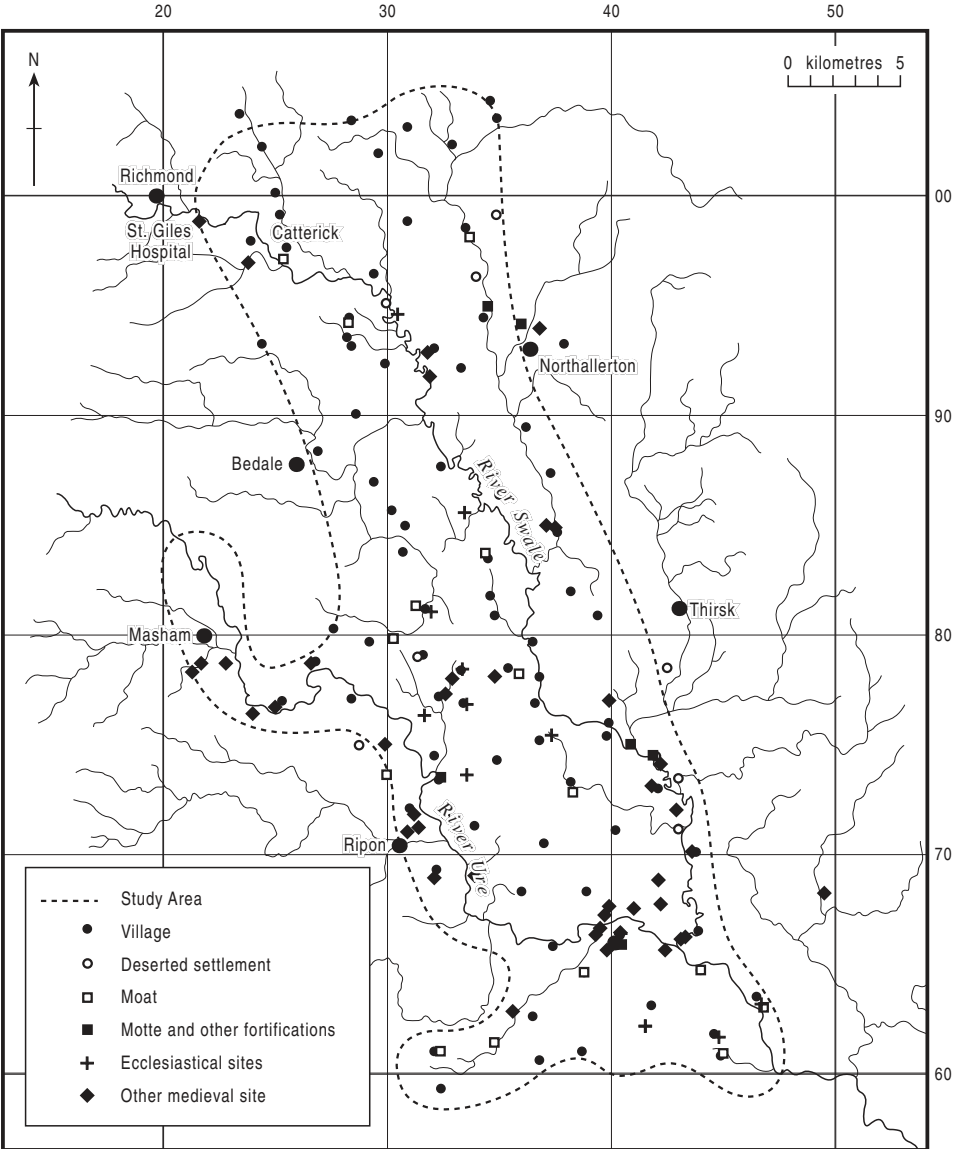 20 30 40 50
N
0 kilometres 5
Richmond
00
St. Giles
Hospital
Catterick
Northallerton
90
Bedale
River Swale
Thirsk
Masham
80
River Ure
Ripon
70
Study Area
Village
Deserted settlement
Moat
Motte and other fortifications
Ecclesiastical sites
Other medieval site
60